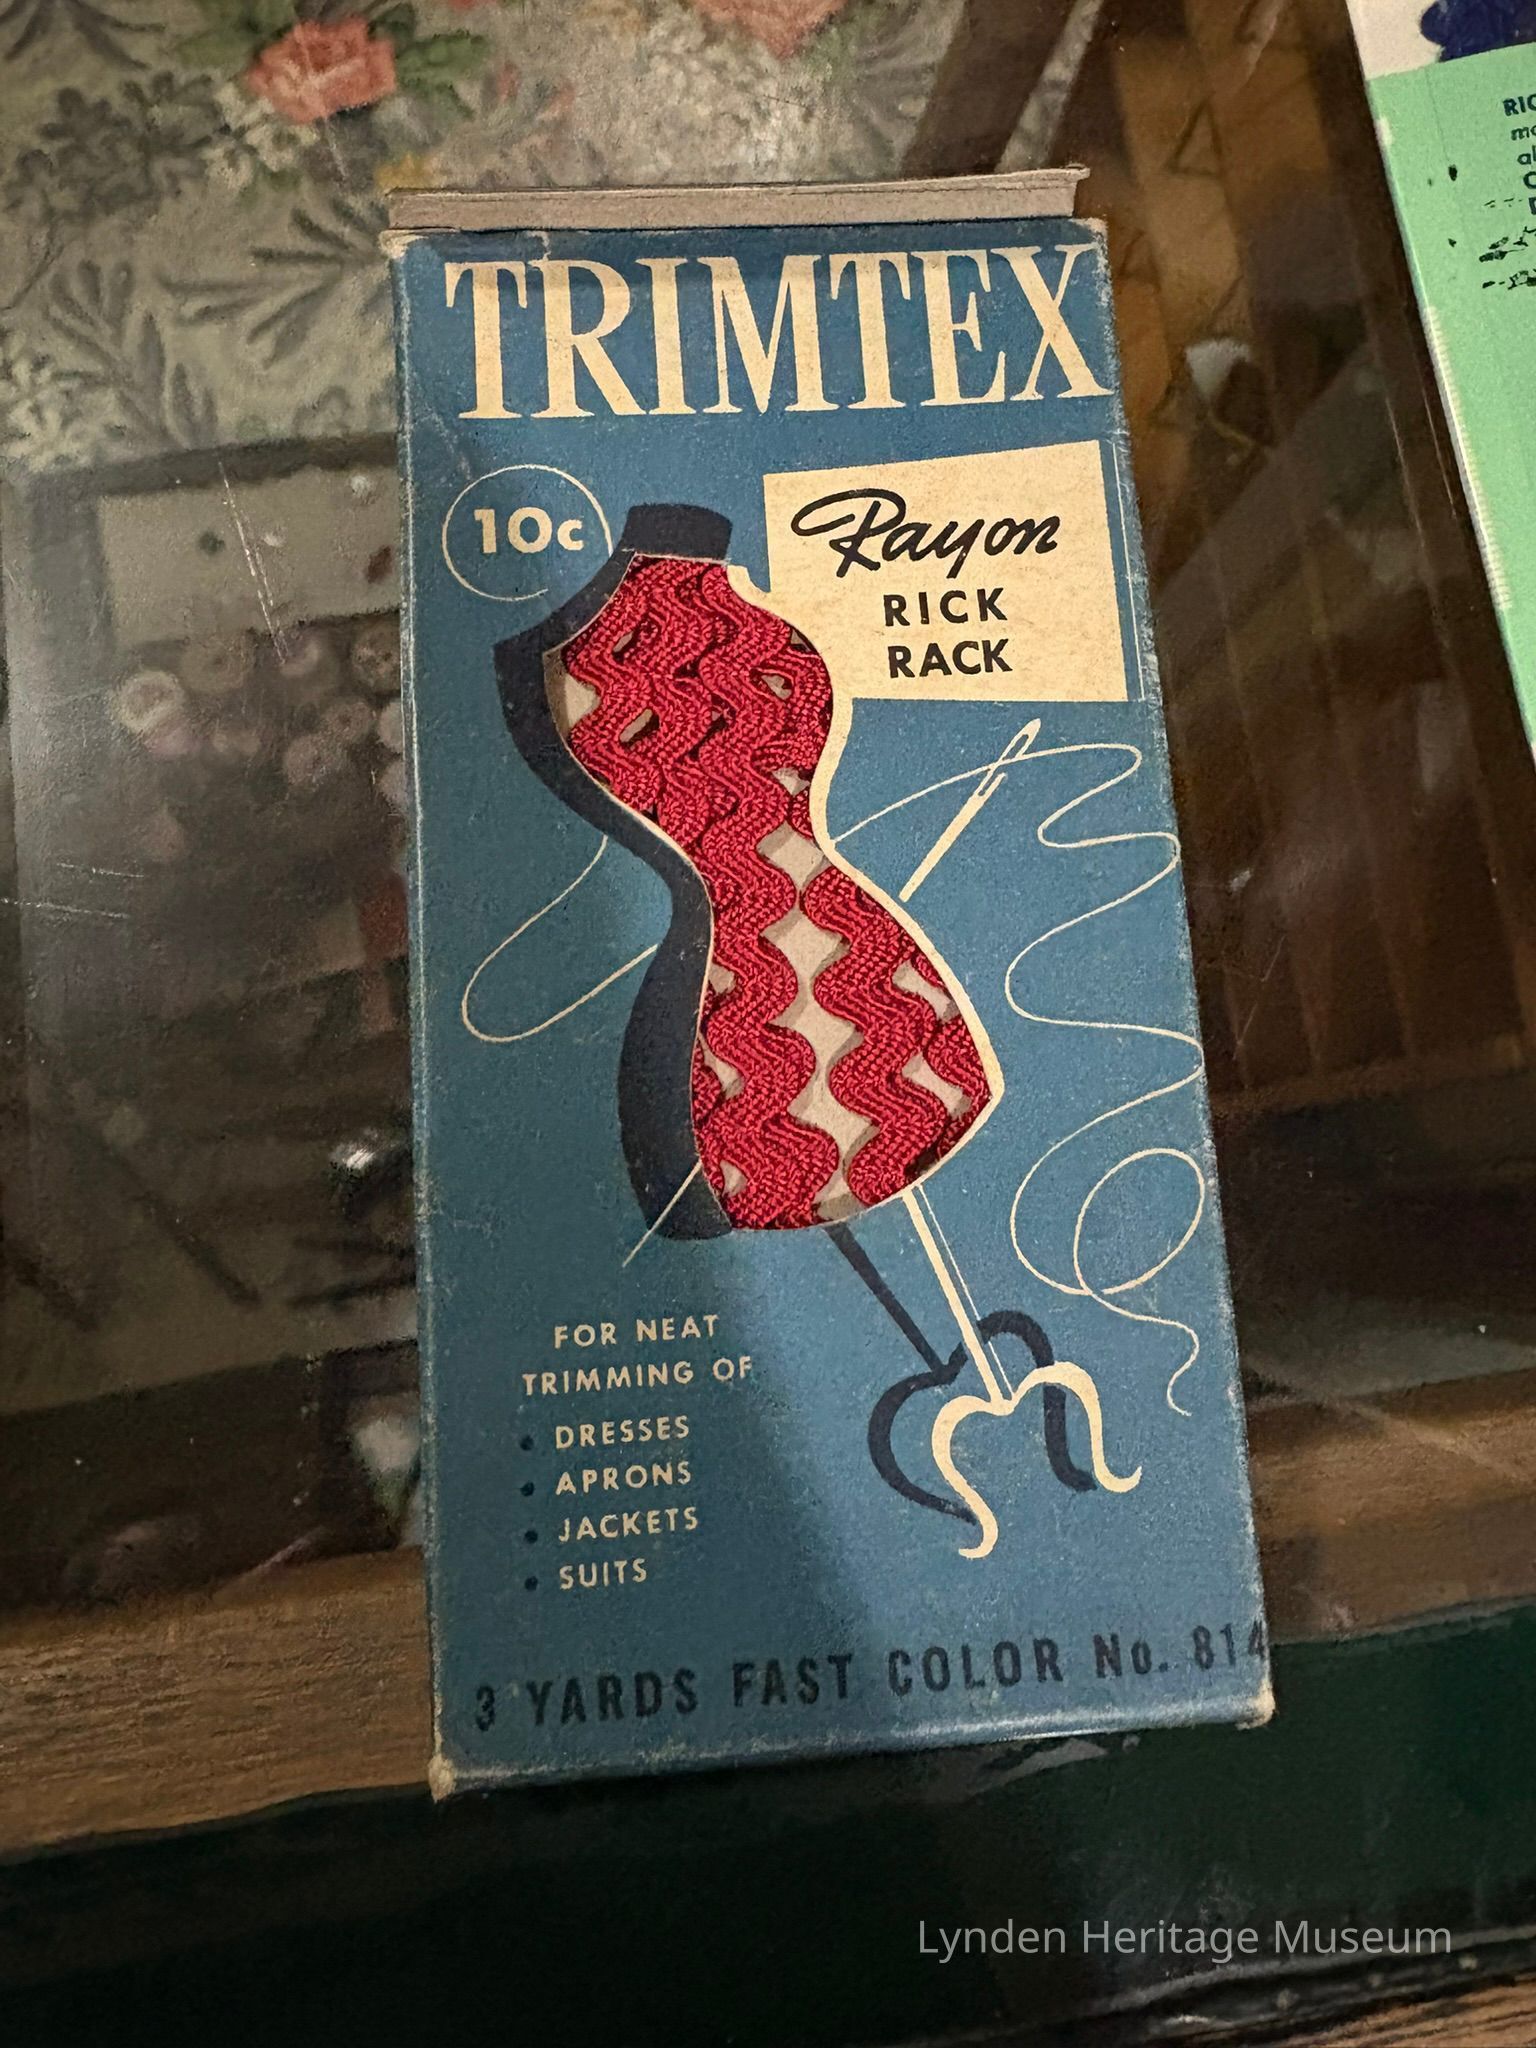 TRIMTEX
10c
Rayon
RICK
RACK
FOR NEAT
TRIMMING OF
• DRESSES
• APRONS
• JACKETS
• SUITS
3 YARDS FAST COLOR No. 814
Lynden Heritage Museum